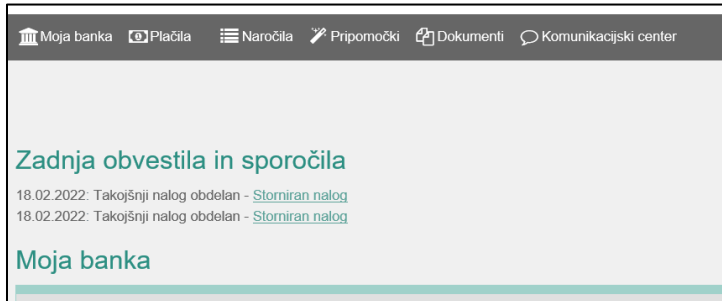 Moja banka Plačila Naročila Pripomočki Dokumenti Komunikacijski center
Zadnja obvestila in sporočila
18.02.2022: Takojšnji nalog obdelan - Storniran nalog
18.02.2022: Takojšnji nalog obdelan - Storniran nalog
Moja banka